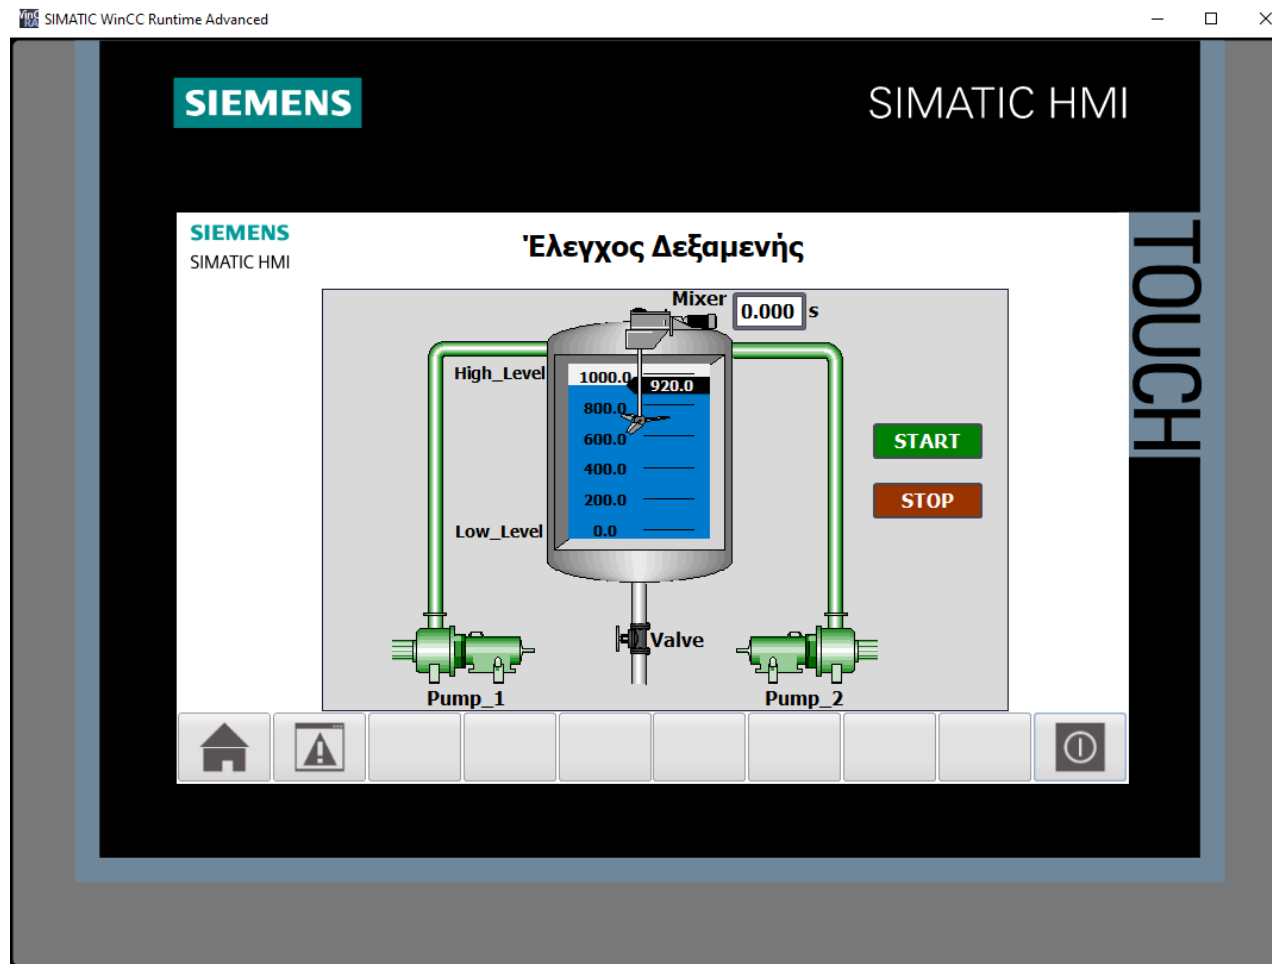 SIMATIC WinCC Runtime Advanced
SIEMENS
SIMATIC HMI
TOUCH
SIEMENS
SIMATIC HMI
Έλεγχος Δεξαμενής
Mixer 0.000 s
High_Level
1000.0
920.0
800.0
600.0
400.0
200.0
0.0
Low_Level
START
STOP
Valve
Pump_1
Pump_2